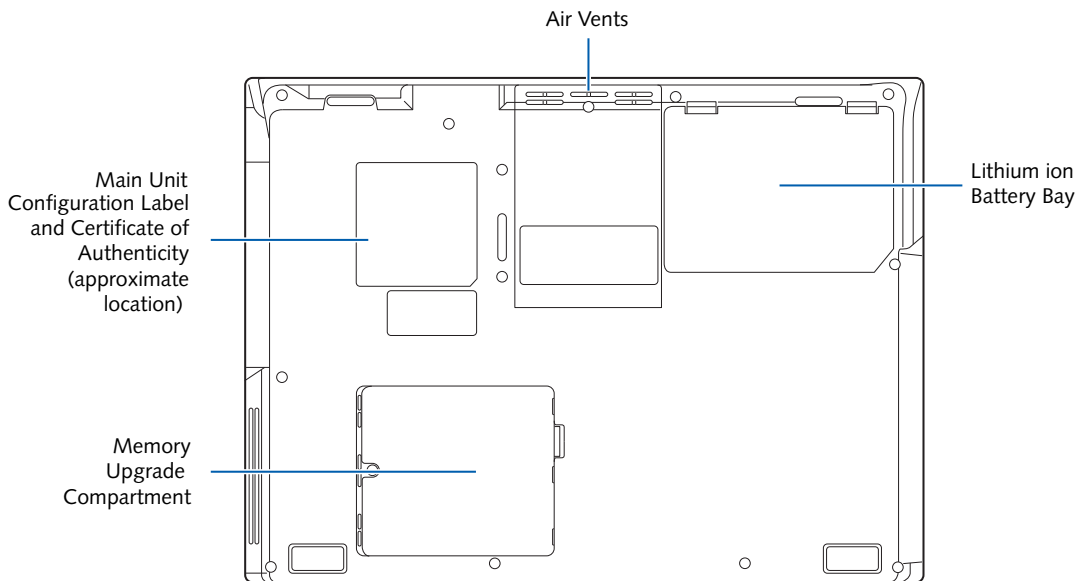 Air Vents
Main Unit
Configuration Label
and Certificate of
Authenticity
(approximate
location)
Lithium ion
Battery Bay
Memory
Upgrade
Compartment